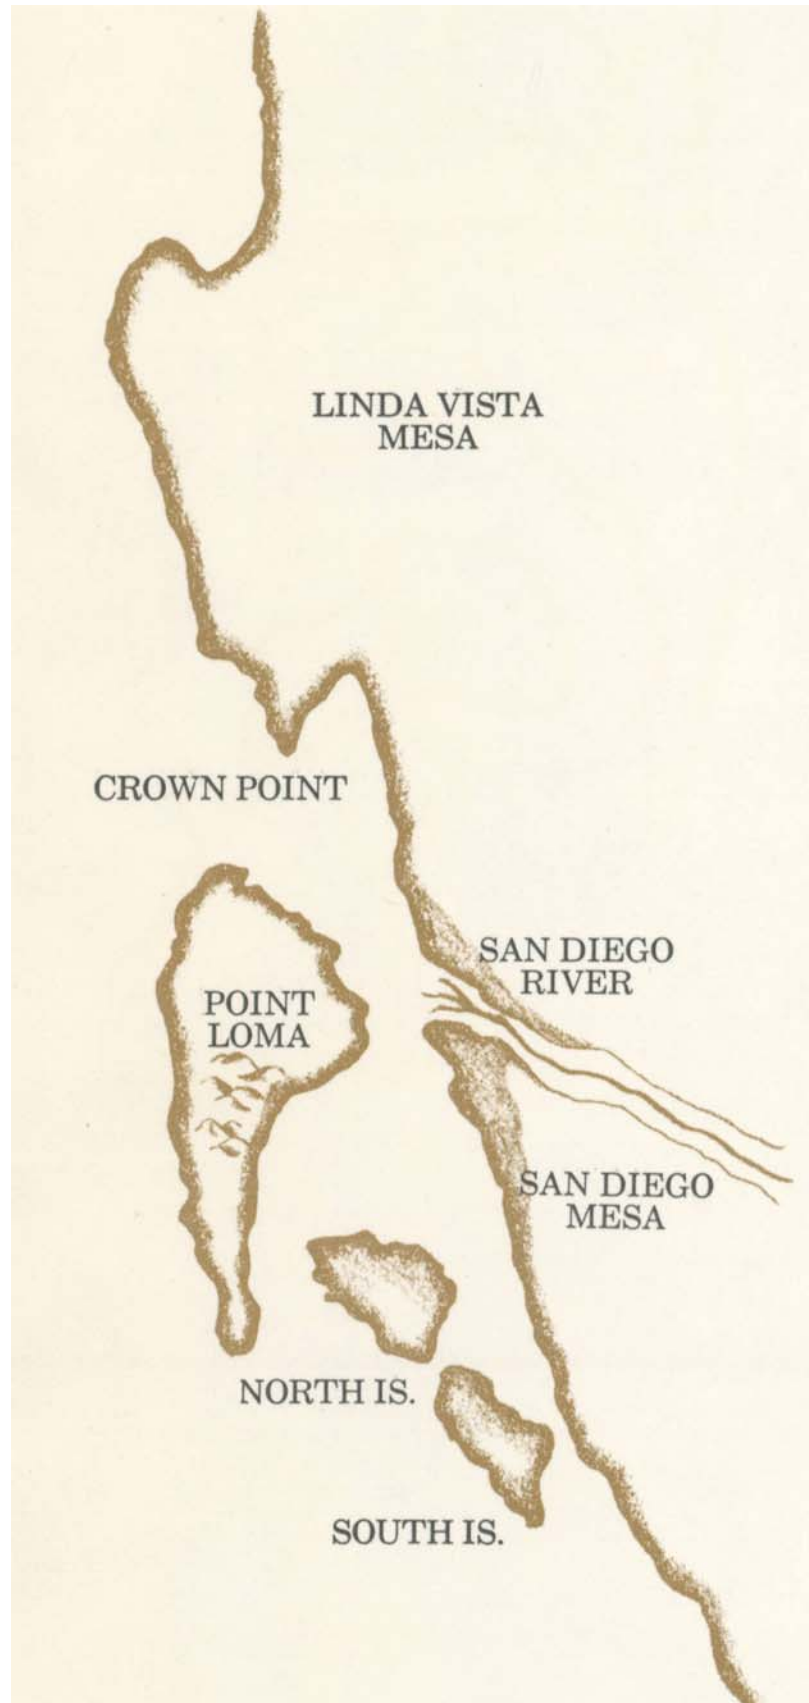 LINDA VISTA
MESA
CROWN POINT
SAN DIEGO
RIVER
POINT
LOMA
SAN DIEGO
MESA
NORTH IS.
SOUTH IS.